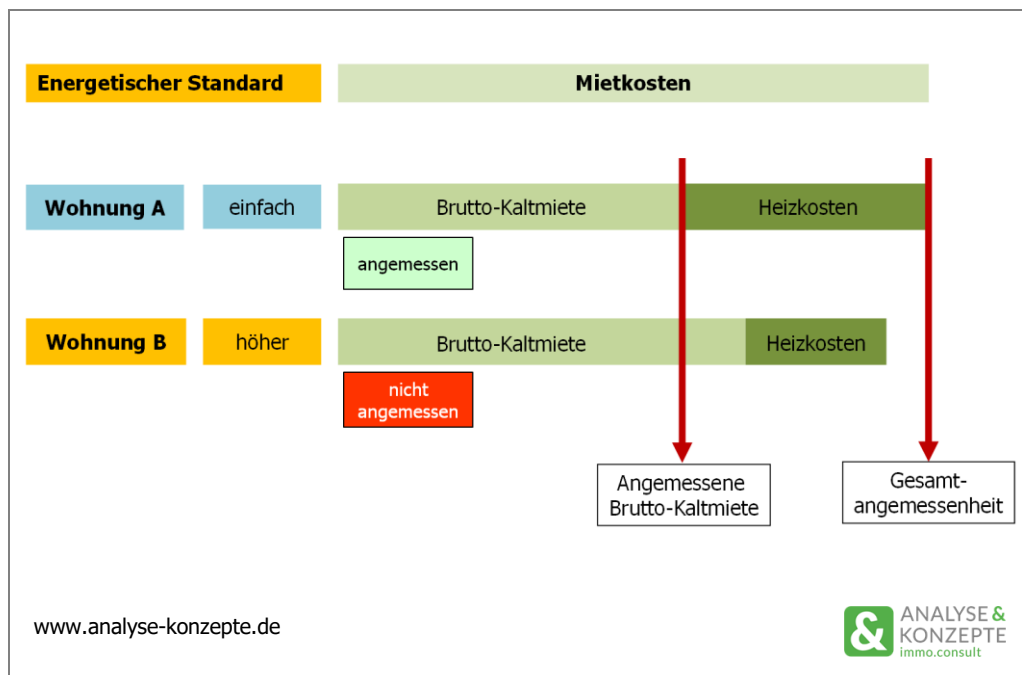 Energetischer Standard
Mietkosten
Wohnung A
einfach
Brutto-Kaltmiete
Heizkosten
angemessen
Wohnung B
höher
Brutto-Kaltmiete
Heizkosten
nicht
angemessen
Angemessene
Brutto-Kaltmiete
Gesamt-
angemessenheit
www.analyse-konzepte.de
&
ANALYSE &
KONZEPTE
immo.consult